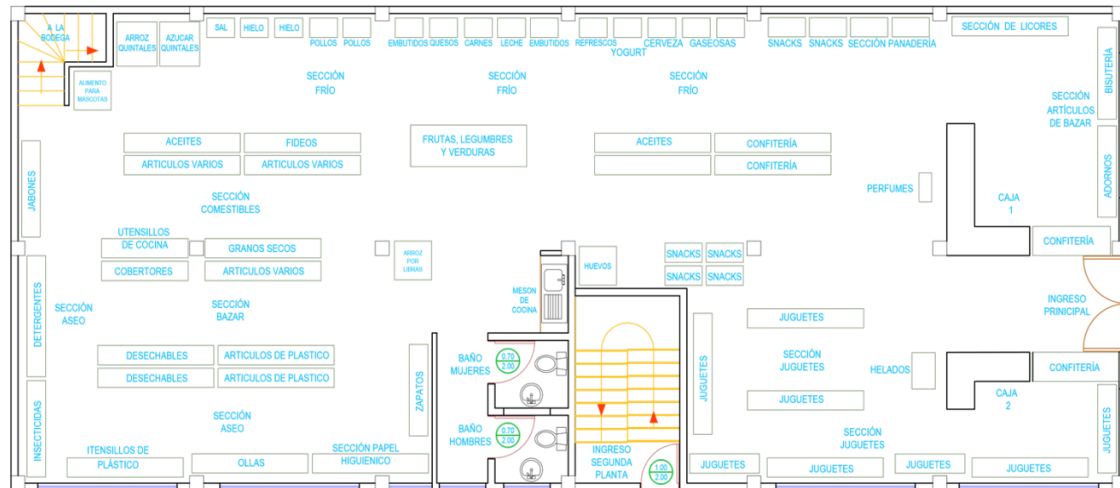 A LA
BODEGA
ARROZ
QUINTALES
AZUCAR
QUINTALES
SAL
HIELO
HIELO
POLLOS
POLLOS
EMBUTIDOS
QUESOS
CARNES
LECHE
EMBUTIDOS
REFRESCOS
YOGURT
CERVEZA
GASEOSAS
SNACKS
SNACKS
SECCIÓN PANADERÍA
SECCIÓN DE LICORES
BISUTERÍA
ALIMENTO
PARA
MASCOTAS
SECCIÓN
FRÍO
SECCIÓN
FRÍO
SECCIÓN
FRÍO
SECCIÓN
ARTÍCULOS
DE BAZAR
ADORNOS
ACEITES
FIDEOS
ARTICULOS VARIOS
ARTICULOS VARIOS
FRUTAS, LEGUMBRES
Y VERDURAS
ACEITES
CONFITERÍA
CONFITERÍA
JABONES
PERFUMES
CAJA
1
SECCIÓN
COMESTIBLES
UTENSILLOS
DE COCINA
GRANOS SECOS
COBERTORES
ARTICULOS VARIOS
ARROZ
POR
LIBRAS
HUEVOS
SNACKS
SNACKS
SNACKS
SNACKS
CONFITERÍA
MESON
DE
COCINA
DETERGENTES
SECCIÓN
ASEO
SECCIÓN
BAZAR
INGRESO
PRINICIPAL
JUGUETES
JUGUETES
SECCIÓN
JUGUETES
DESECHABLES
ARTICULOS DE PLASTICO
DESECHABLES
ARTICULOS DE PLASTICO
ZAPATOS
BAÑO
MUJERES
0.70
2.00
HELADOS
CONFITERÍA
CAJA
2
JUGUETES
INSECTICIDAS
SECCIÓN
ASEO
BAÑO
HOMBRES
0.70
2.00
SECCIÓN
JUGUETES
JUGUETES
ITENSILLOS DE
PLÁSTICO
OLLAS
SECCIÓN PAPEL
HIGUIENICO
INGRESO
SEGUNDA
PLANTA
1.00
2.00
JUGUETES
JUGUETES
JUGUETES
JUGUETES